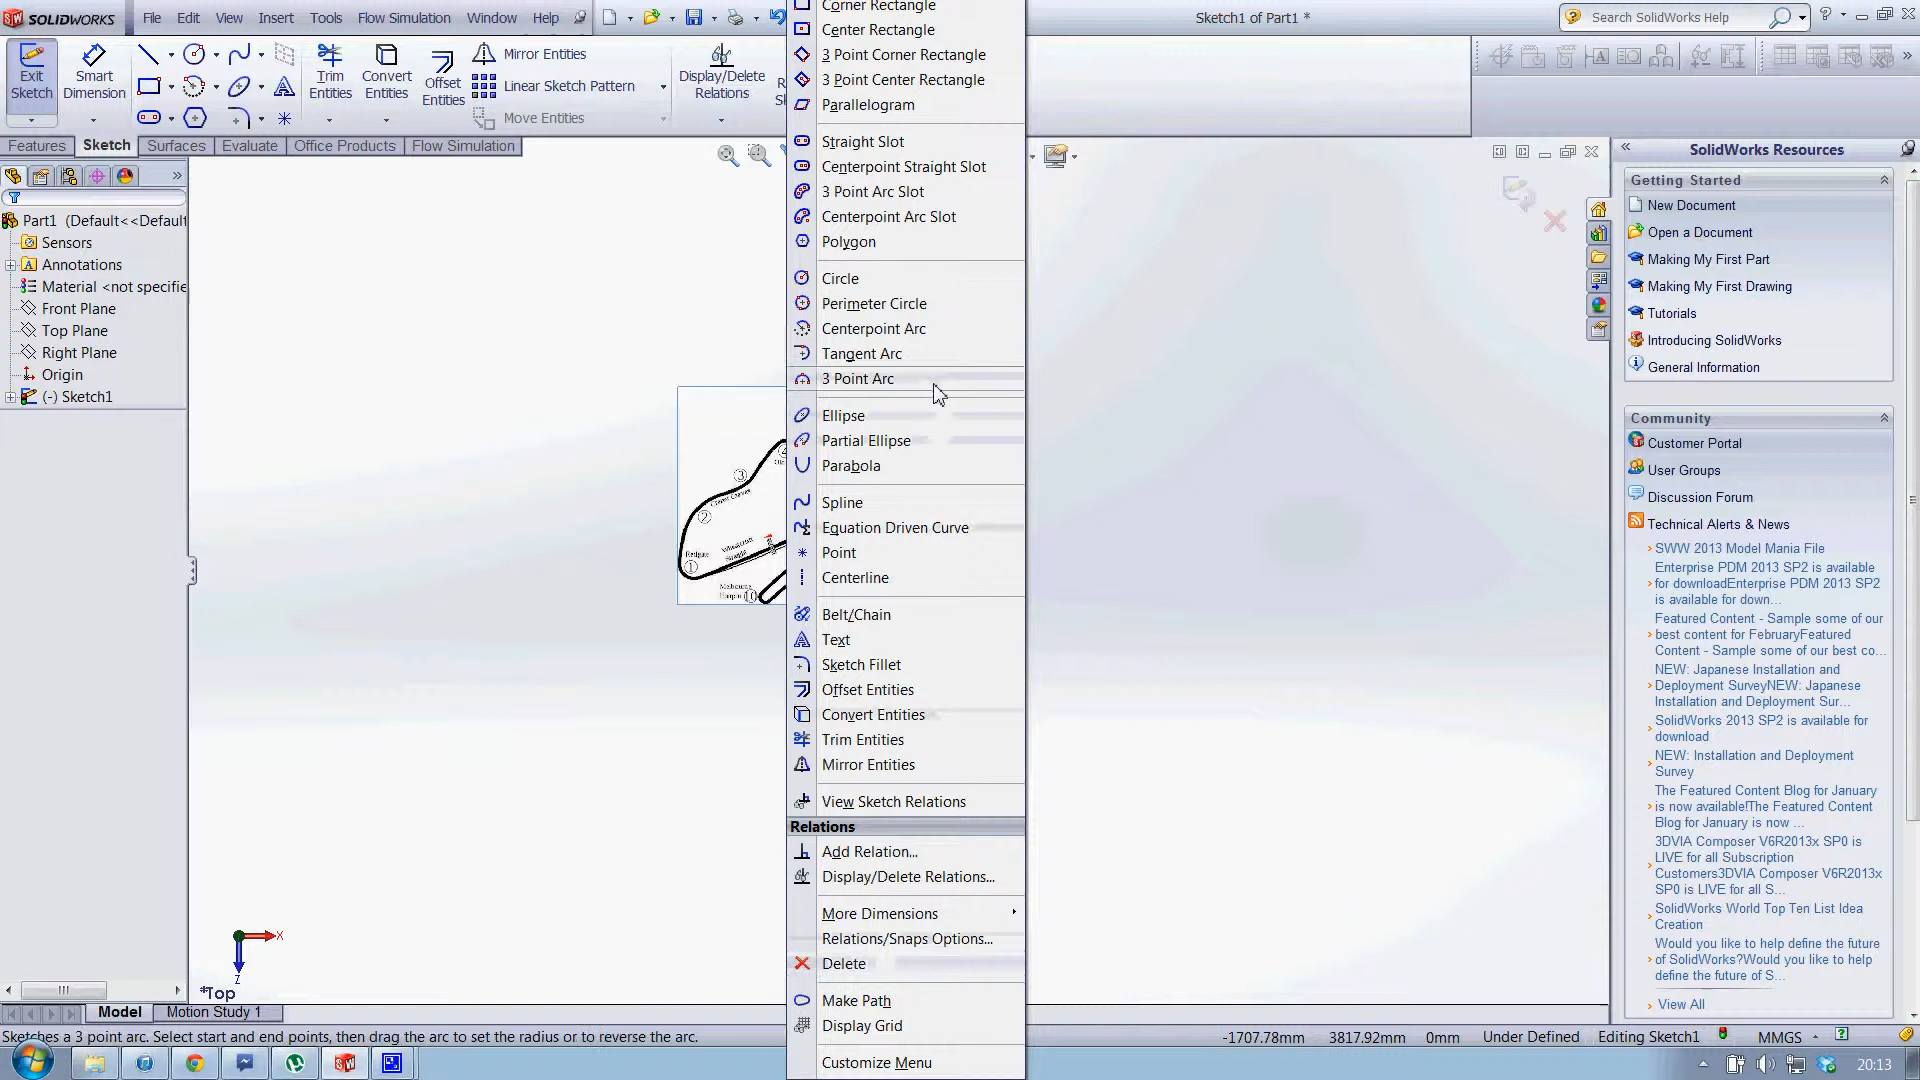 SOLIDWORKS File Edit View Insert Tools Flow Simulation Window Help Sketch1 of Part1 * Search SolidWorks Help
Exit Sketch
Smart Dimension
Trim Entities
Convert Entities
Offset Entities
Mirror Entities
Linear Sketch Pattern
Move Entities
Display/Delete Relations
Features Sketch Surfaces Evaluate Office Products Flow Simulation
Part1 (Default<<Default
Sensors
Annotations
Material <not specifie
Front Plane
Top Plane
Right Plane
Origin
(-) Sketch1
Corner Rectangle
Center Rectangle
3 Point Corner Rectangle
3 Point Center Rectangle
Parallelogram
Straight Slot
Centerpoint Straight Slot
3 Point Arc Slot
Centerpoint Arc Slot
Polygon
Circle
Perimeter Circle
Centerpoint Arc
Tangent Arc
3 Point Arc
Ellipse
Partial Ellipse
Parabola
Spline
Equation Driven Curve
Point
Centerline
Belt/Chain
Text
Sketch Fillet
Offset Entities
Convert Entities
Trim Entities
Mirror Entities
View Sketch Relations
Relations
Add Relation...
Display/Delete Relations...
More Dimensions
Relations/Snaps Options...
Delete
Make Path
Display Grid
Customize Menu
3
Craner Curves
2
Redgate
Wheatcroft Straight
1
Melbourne Hairpin 10
SolidWorks Resources
Getting Started
New Document
Open a Document
Making My First Part
Making My First Drawing
Tutorials
Introducing SolidWorks
General Information
Community
Customer Portal
User Groups
Discussion Forum
Technical Alerts & News
SWW 2013 Model Mania File
Enterprise PDM 2013 SP2 is available
for downloadEnterprise PDM 2013 SP2
is available for down...
Featured Content - Sample some of our
best content for FebruaryFeatured
Content - Sample some of our best co...
NEW: Japanese Installation and
Deployment SurveyNEW: Japanese
Installation and Deployment Sur...
SolidWorks 2013 SP2 is available for
download
NEW: Installation and Deployment
Survey
The Featured Content Blog for January
is now available!The Featured Content
Blog for January is now ...
3DVIA Composer V6R2013x SP0 is
LIVE for all Subscription
Customers3DVIA Composer V6R2013x
SP0 is LIVE for all S...
SolidWorks World Top Ten List Idea
Creation
Would you like to help define the future
of SolidWorks?Would you like to help
define the future of S...
View All
X
Z
*Top
Model Motion Study 1
Sketches a 3 point arc. Select start and end points, then drag the arc to set the radius or to reverse the arc. -1707.78mm 3817.92mm 0mm Under Defined Editing Sketch1 MMGS
20:13